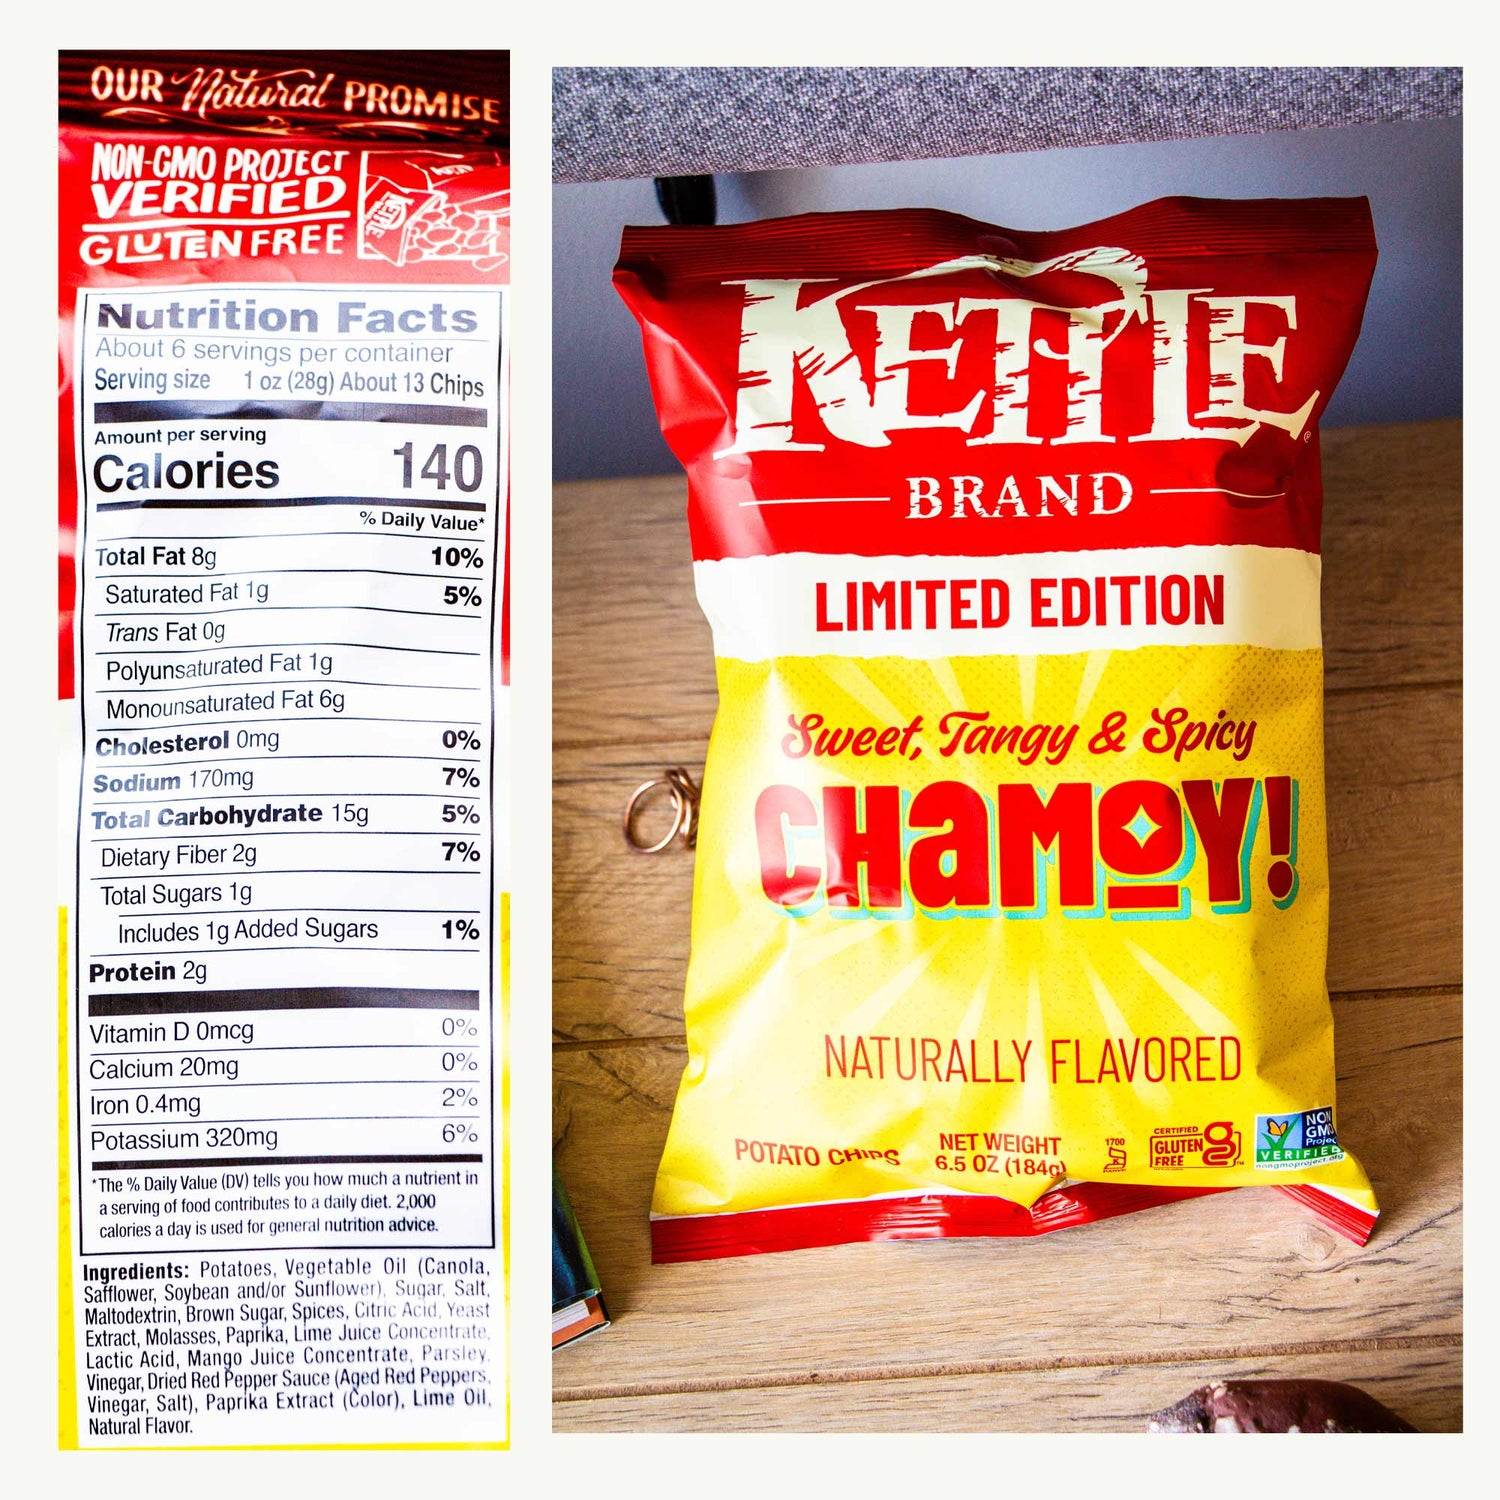 OUR Natural PROMISE
NON-GMO PROJECT
VERIFIED
GLUTEN FREE
KETTLE
Nutrition Facts
About 6 servings per container
Serving size 1 oz (28g) About 13 Chips
Amount per serving
Calories 140
% Daily Value*
Total Fat 8g 10%
Saturated Fat 1g 5%
Trans Fat 0g
Polyunsaturated Fat 1g
Monounsaturated Fat 6g
Cholesterol 0mg 0%
Sodium 170mg 7%
Total Carbohydrate 15g 5%
Dietary Fiber 2g 7%
Total Sugars 1g
Includes 1g Added Sugars 1%
Protein 2g
Vitamin D 0mcg 0%
Calcium 20mg 0%
Iron 0.4mg 2%
Potassium 320mg 6%
*The % Daily Value (DV) tells you how much a nutrient in
a serving of food contributes to a daily diet. 2,000
calories a day is used for general nutrition advice.
Ingredients: Potatoes, Vegetable Oil (Canola,
Safflower, Soybean and/or Sunflower), Sugar, Salt,
Maltodextrin, Brown Sugar, Spices, Citric Acid, Yeast
Extract, Molasses, Paprika, Lime Juice Concentrate,
Lactic Acid, Mango Juice Concentrate, Parsley,
Vinegar, Dried Red Pepper Sauce (Aged Red Peppers,
Vinegar, Salt), Paprika Extract (Color), Lime Oil,
Natural Flavor.
KETTLE®
BRAND
LIMITED EDITION
Sweet, Tangy & Spicy
CHAMOY!
NATURALLY FLAVORED
POTATO CHIPS
NET WEIGHT
6.5 OZ (184g)
1700
K
CERTIFIED
GLUTEN
FREE
NON
GMO
Project
VERIFIED
nongmoproject.org